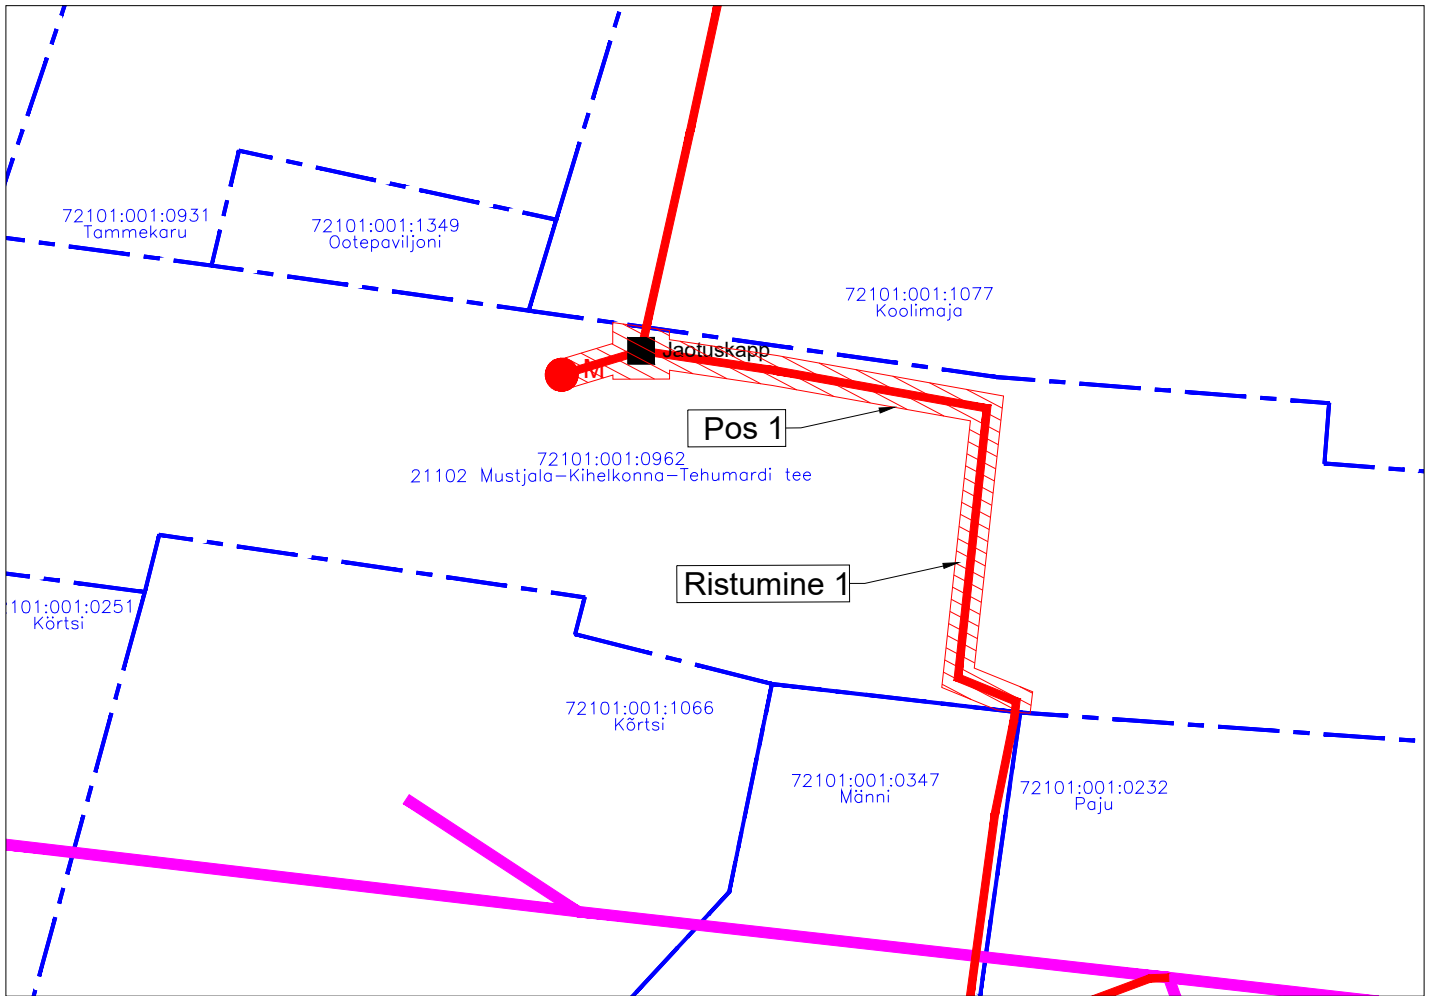 72101:001:0931
Tammekaru
72101:001:1349
Ootepaviljoni
72101:001:1077
Koolimaja
Jaotuskapp
M
Pos 1
72101:001:0962
21102 Mustjala-Kihelkonna-Tehumardi tee
Ristumine 1
2101:001:0251
Körtsi
72101:001:1066
Kõrtsi
72101:001:0347
Männi
72101:001:0232
Paju